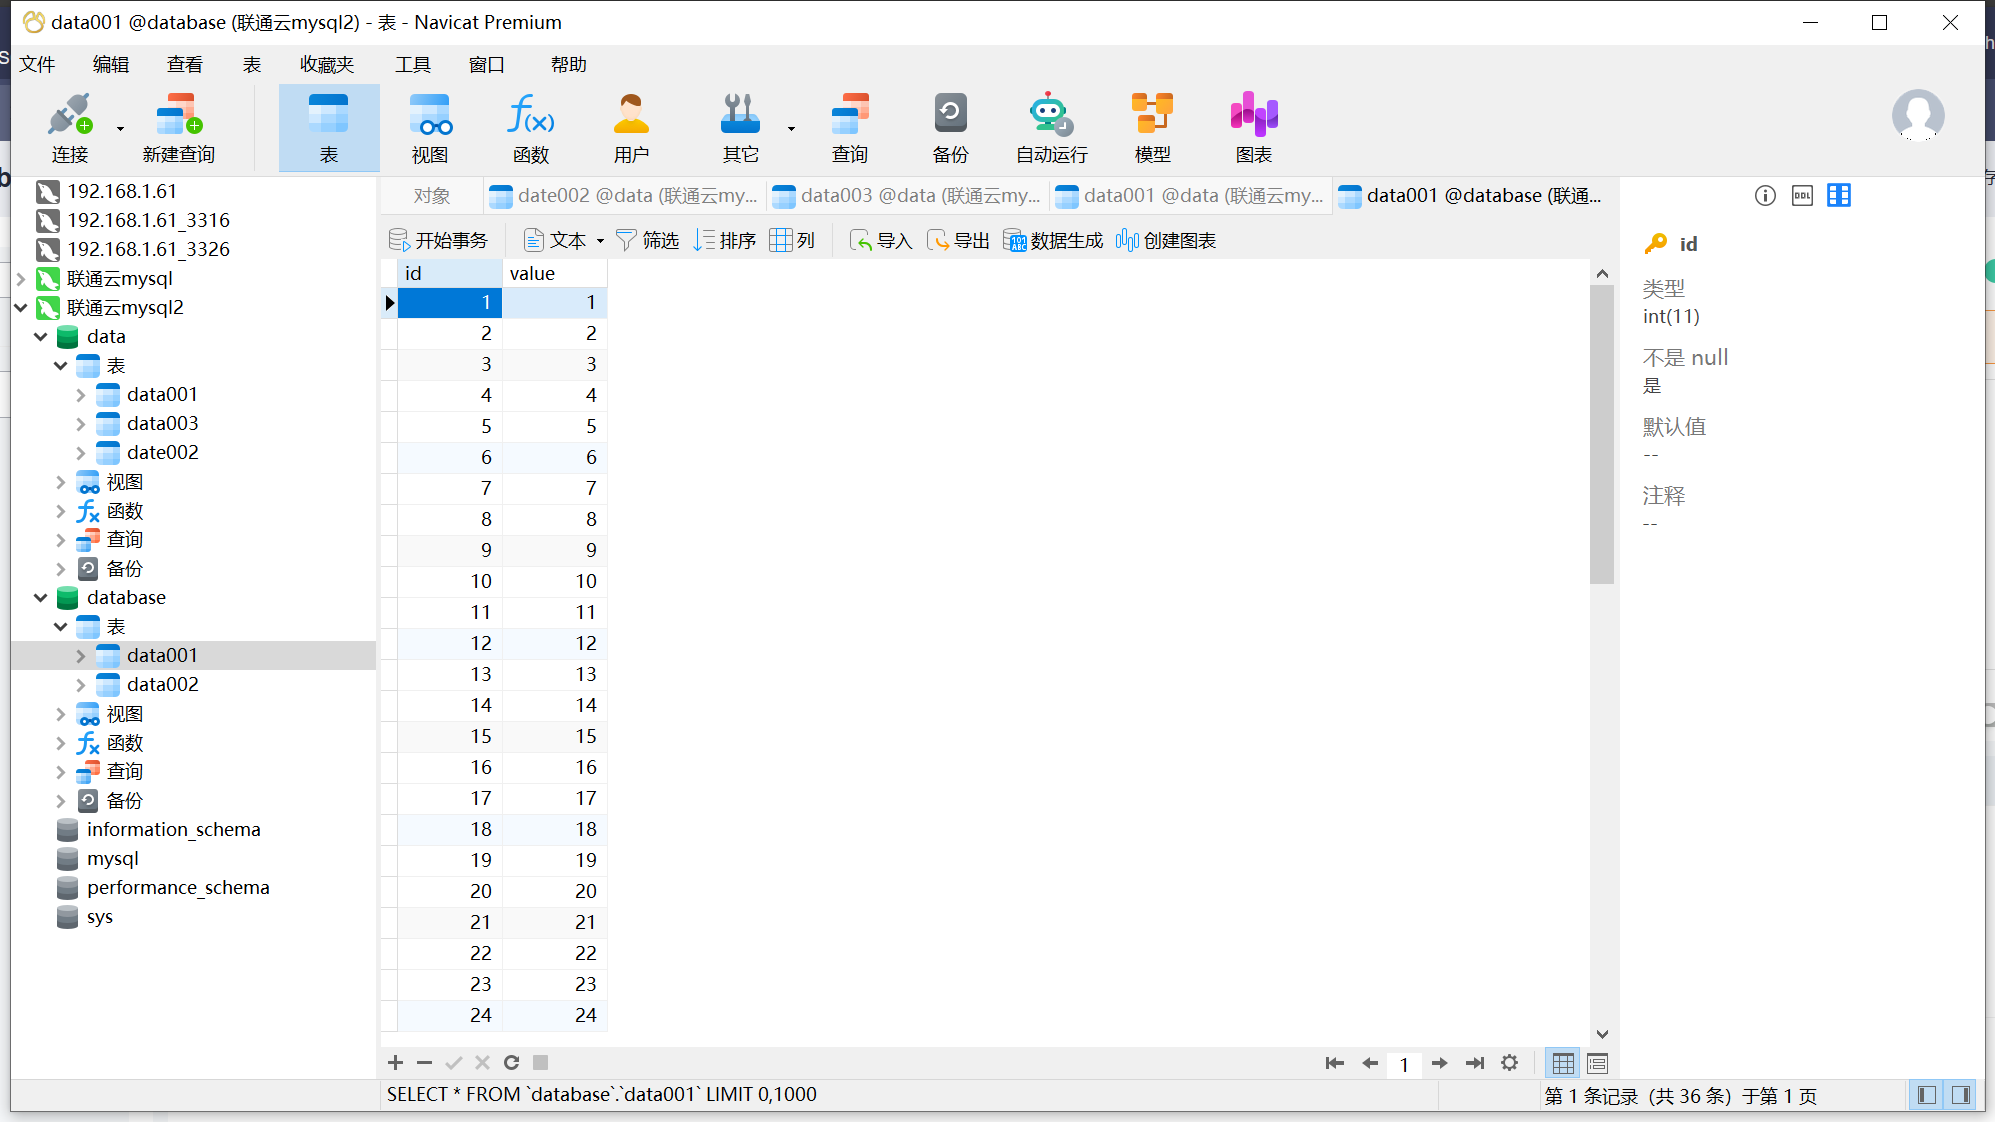 data001 @database (联通云mysql2) - 表 - Navicat Premium
文件 编辑 查看 表 收藏夹 工具 窗口 帮助
连接 新建查询 表 视图 函数 用户 其它 查询 备份 自动运行 模型 图表
192.168.1.61
192.168.1.61_3316
192.168.1.61_3326
联通云mysql
联通云mysql2
data
表
data001
data003
date002
视图
函数
查询
备份
database
表
data001
data002
视图
函数
查询
备份
information_schema
mysql
performance_schema
sys
对象 date002 @data (联通云my... data003 @data (联通云my... data001 @data (联通云my... data001 @database (联通...
开始事务 文本 筛选 排序 列 导入 导出 数据生成 创建图表
id value
1 1
2 2
3 3
4 4
5 5
6 6
7 7
8 8
9 9
10 10
11 11
12 12
13 13
14 14
15 15
16 16
17 17
18 18
19 19
20 20
21 21
22 22
23 23
24 24
1
SELECT * FROM `database`.`data001` LIMIT 0,1000
第 1 条记录 (共 36 条) 于第 1 页
DDL
id
类型
int(11)
不是 null
是
默认值
--
注释
--